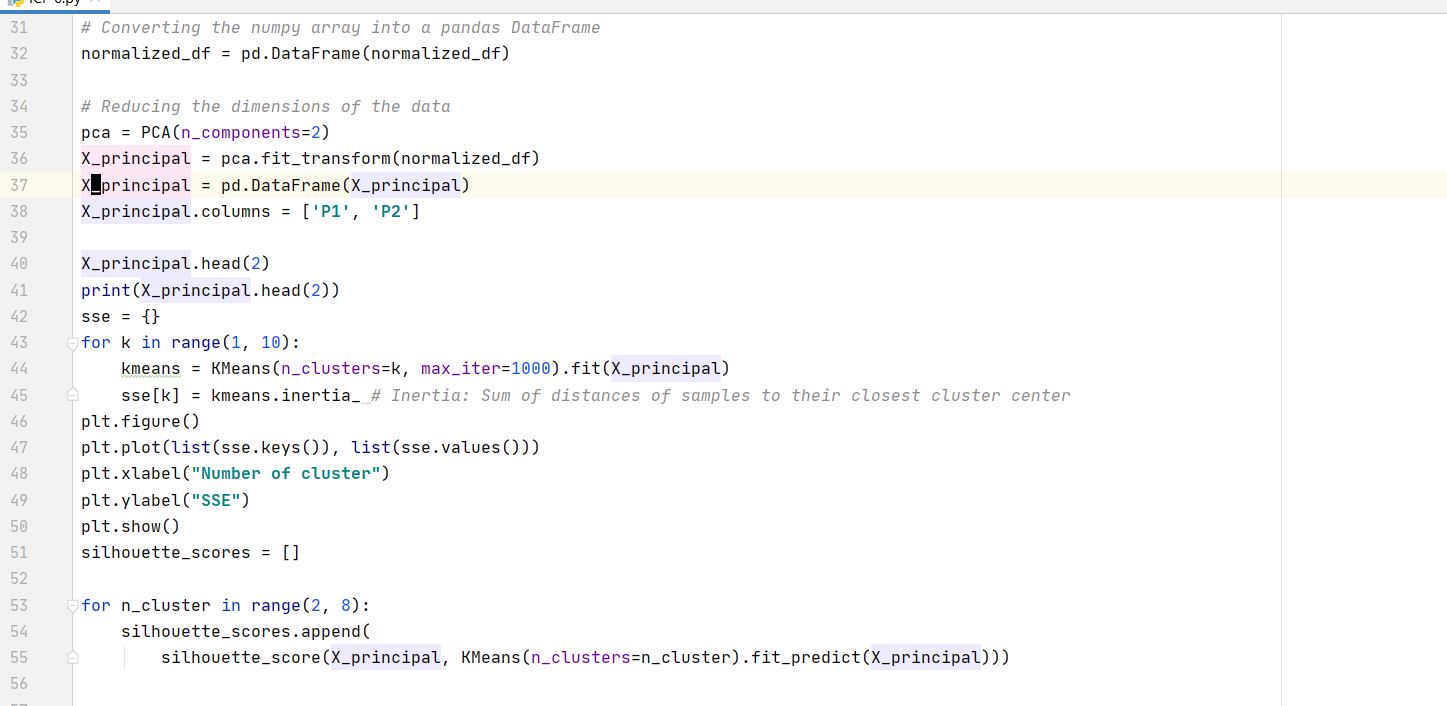 31 # Converting the numpy array into a pandas DataFrame
32 normalized_df = pd.DataFrame(normalized_df)
33
34 # Reducing the dimensions of the data
35 pca = PCA(n_components=2)
36 X_principal = pca.fit_transform(normalized_df)
37 X_principal = pd.DataFrame(X_principal)
38 X_principal.columns = ['P1', 'P2']
39
40 X_principal.head(2)
41 print(X_principal.head(2))
42 sse = {}
43 for k in range(1, 10):
44     kmeans = KMeans(n_clusters=k, max_iter=1000).fit(X_principal)
45     sse[k] = kmeans.inertia_ # Inertia: Sum of distances of samples to their closest cluster center
46 plt.figure()
47 plt.plot(list(sse.keys()), list(sse.values()))
48 plt.xlabel("Number of cluster")
49 plt.ylabel("SSE")
50 plt.show()
51 silhouette_scores = []
52
53 for n_cluster in range(2, 8):
54     silhouette_scores.append(
55         silhouette_score(X_principal, KMeans(n_clusters=n_cluster).fit_predict(X_principal)))
56